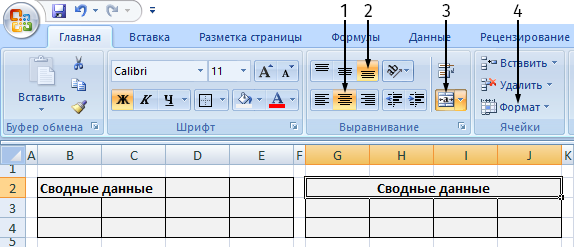 1 2 3 4
Главная Вставка Разметка страницы Формулы Данные Рецензирование
Вставить
Calibri 11 A A
Ж К Ч A
Вставить
Удалить
Формат
Буфер обмена Шрифт Выравнивание Ячейки
A B C D E F G H I J K
1
2 Сводные данные Сводные данные
3
4
5